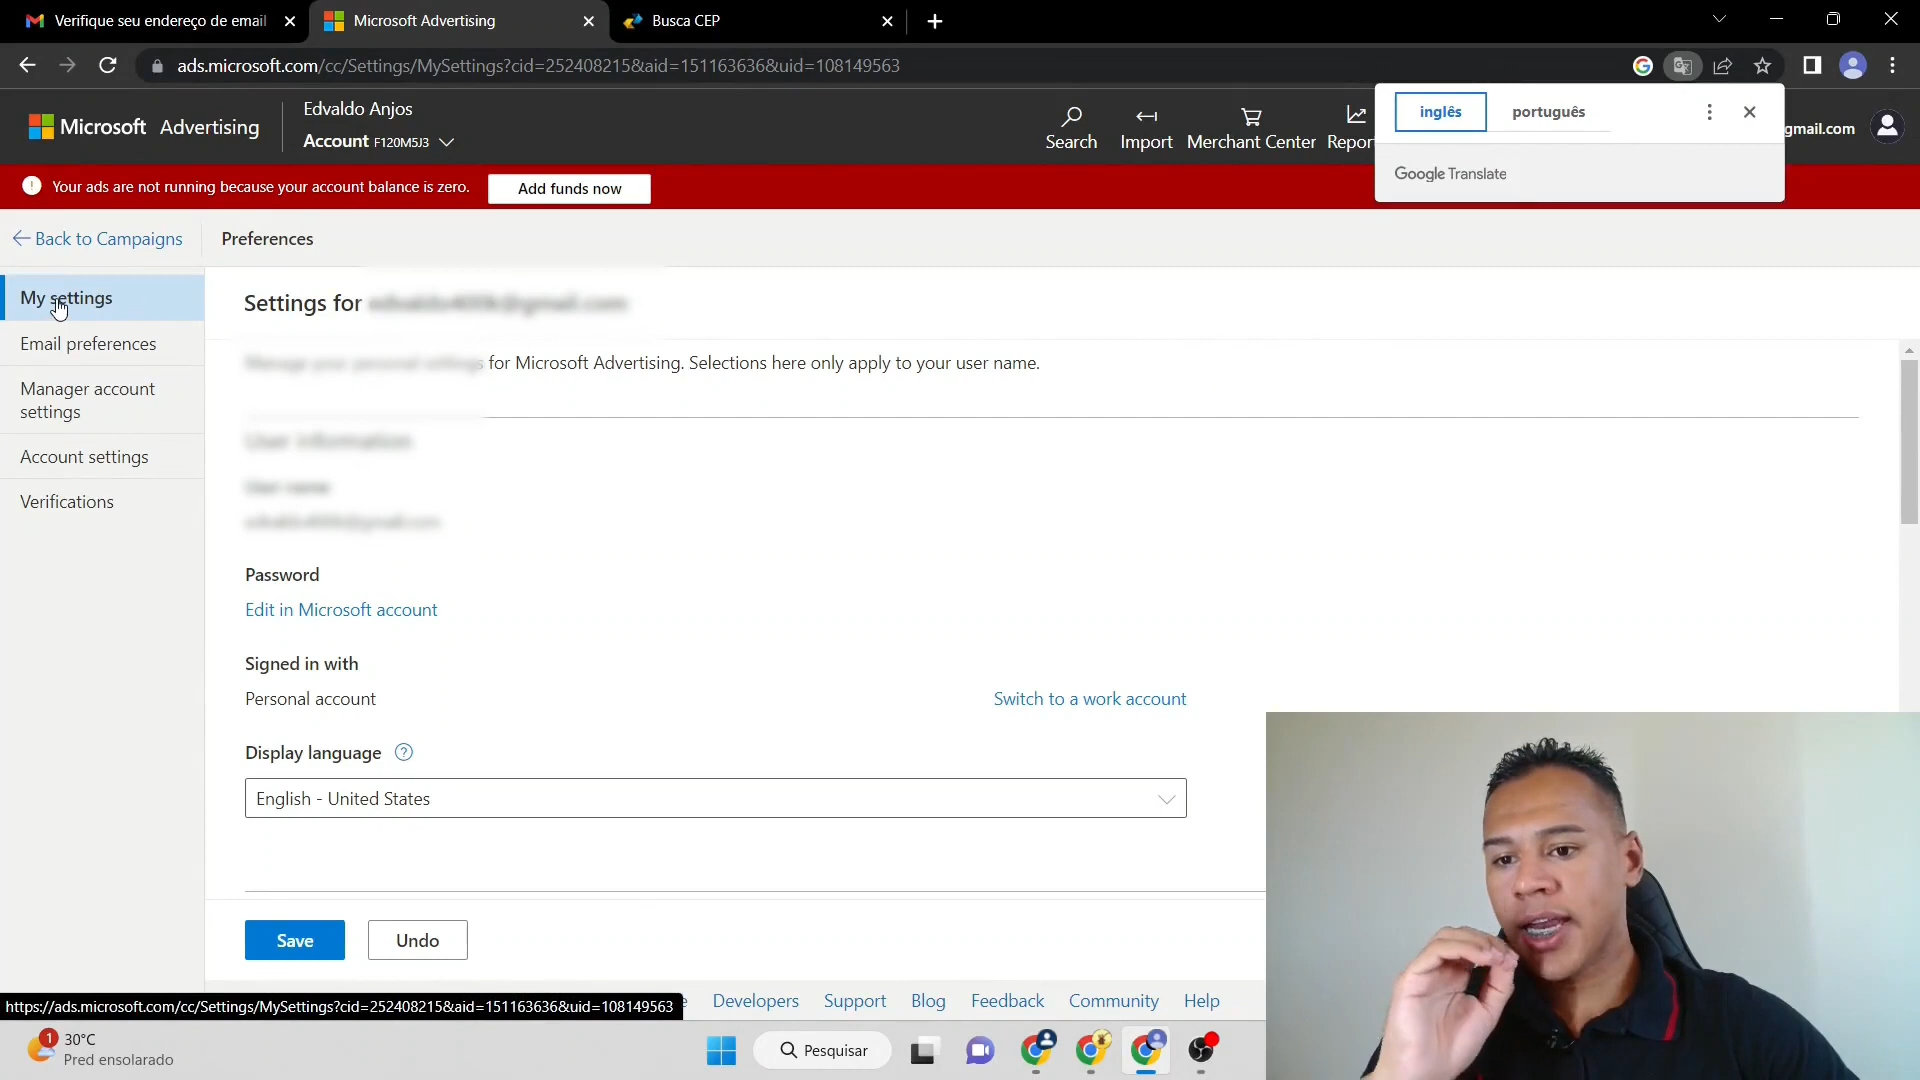 Verifique seu endereço de email
Microsoft Advertising
Busca CEP
ads.microsoft.com/cc/Settings/MySettings?cid=252408215&aid=151163636&uid=108149563
Microsoft Advertising
Edvaldo Anjos
Account F120M5J3
Search
Import
Merchant Center
Repor
inglês
português
Google Translate
gmail.com
Your ads are not running because your account balance is zero.
Add funds now
Back to Campaigns
Preferences
My settings
Email preferences
Manager account
settings
Account settings
Verifications
Settings for
for Microsoft Advertising. Selections here only apply to your user name.
Password
Edit in Microsoft account
Signed in with
Personal account
Switch to a work account
Display language
English - United States
Save
Undo
https://ads.microsoft.com/cc/Settings/MySettings?cid=252408215&aid=151163636&uid=108149563
e
Developers
Support
Blog
Feedback
Community
Help
1
30°C
Pred ensolarado
Pesquisar